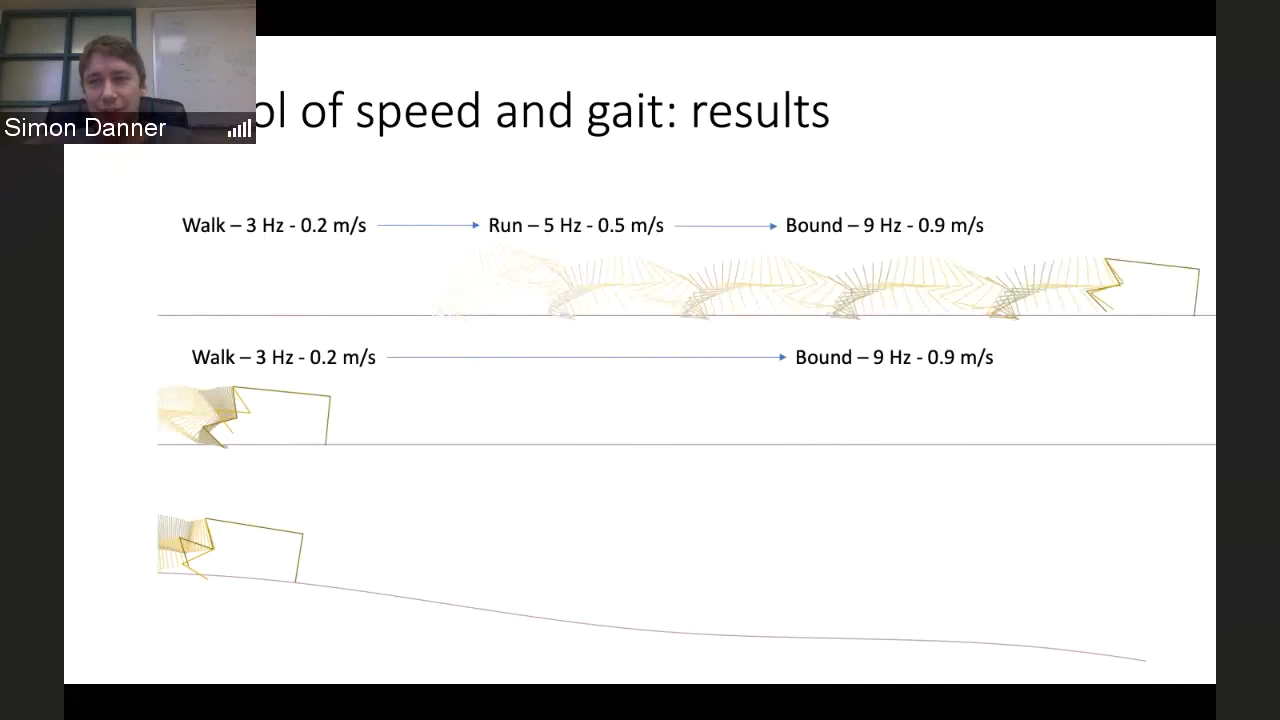 Simon Danner
ol of speed and gait: results
Walk – 3 Hz - 0.2 m/s
Run – 5 Hz - 0.5 m/s
Bound – 9 Hz - 0.9 m/s
Walk – 3 Hz - 0.2 m/s
Bound – 9 Hz - 0.9 m/s